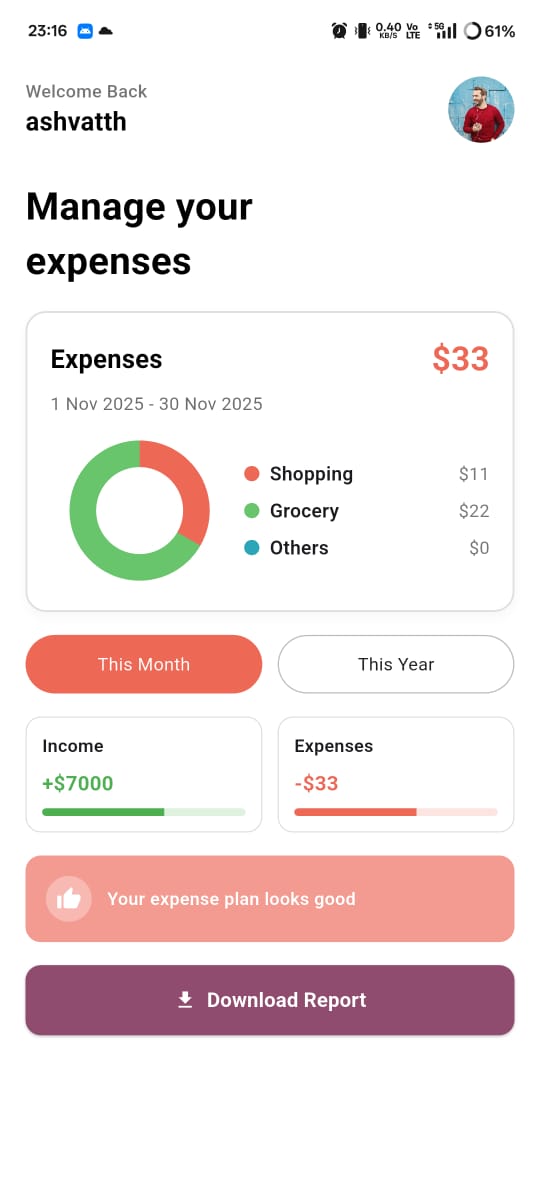 23:16 0.40 KB/S Vo LTE 5G 61%
Welcome Back
ashvatth
Manage your
expenses
Expenses $33
1 Nov 2025 - 30 Nov 2025
Shopping $11
Grocery $22
Others $0
This Month This Year
Income Expenses
+$7000 -$33
Your expense plan looks good
Download Report